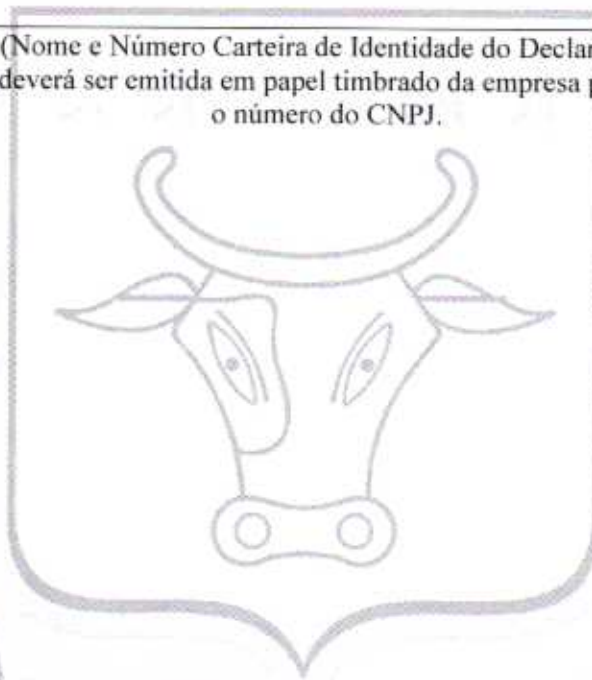 (Nome e Número Carteira de Identidade do Declar
deverá ser emitida em papel timbrado da empresa p
o número do CNPJ.